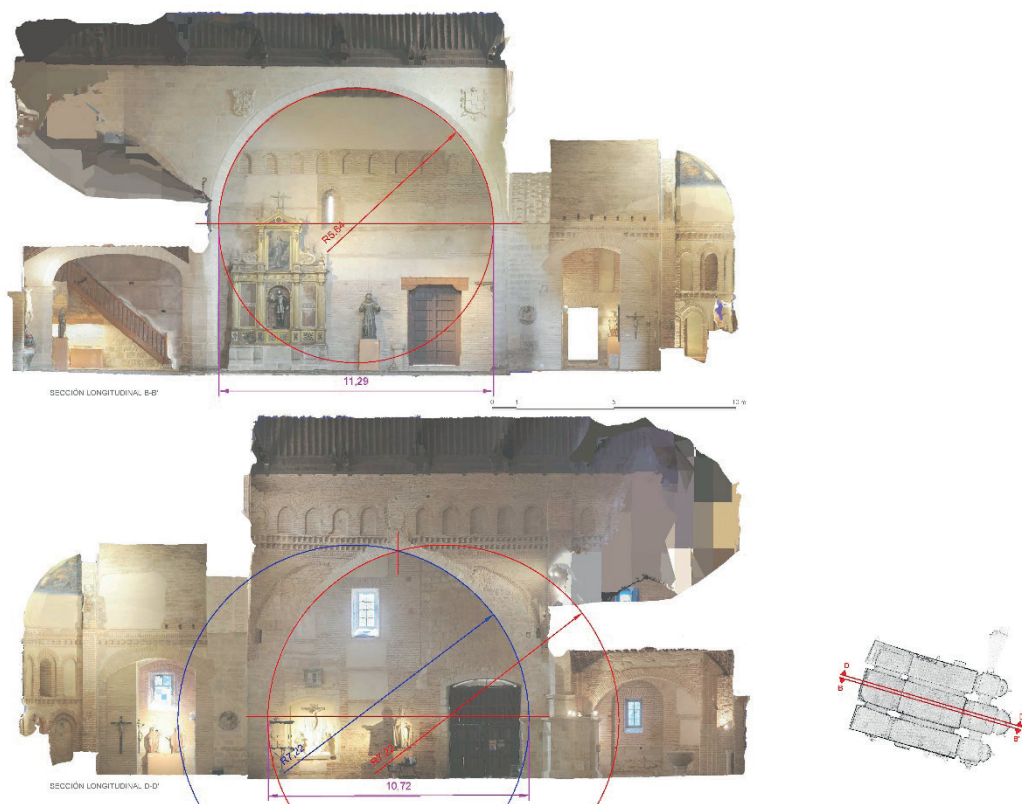 R5.64
11,29
SECCIÓN LONGITUDINAL B-B'
0 1 5 10 m
R7.22
R7.22
10.72
SECCIÓN LONGITUDINAL D-D'
D
B